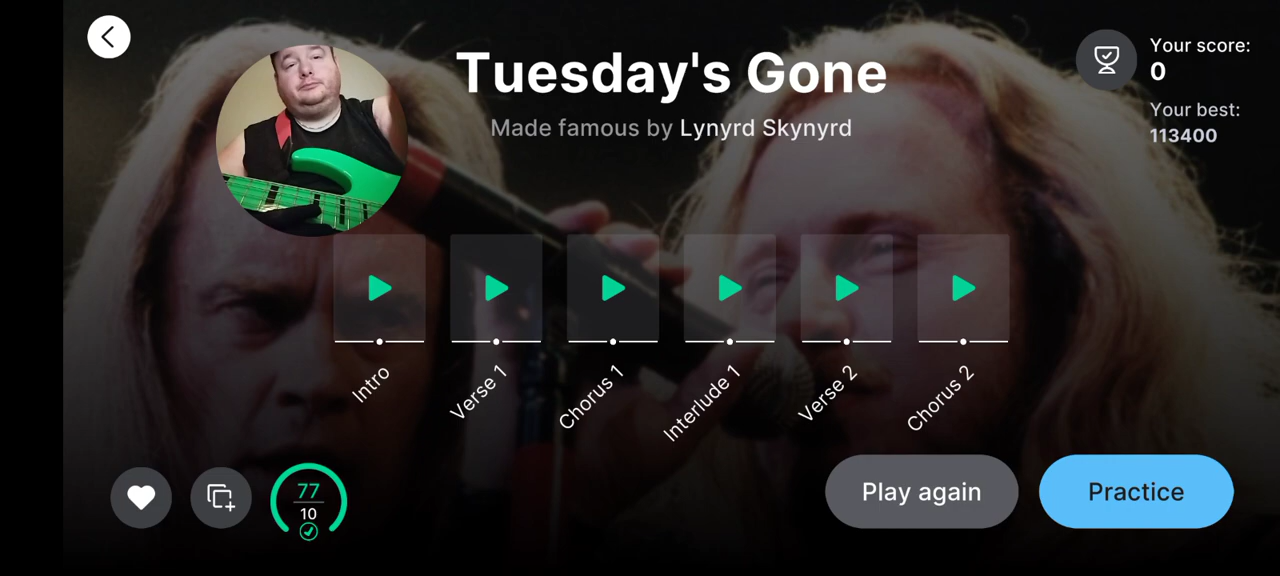 Tuesday's Gone
Made famous by Lynyrd Skynyrd
Your score:
0
Your best:
113400
Intro
Verse 1
Chorus 1
Interlude 1
Verse 2
Chorus 2
77
10
Play again
Practice